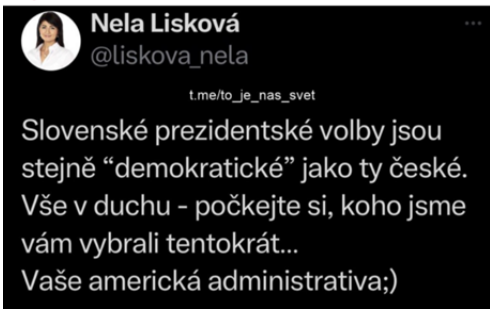 Nela Lisková
@liskova_nela
t.me/to_je_nas_svet
Slovenské prezidentské volby jsou
stejně “demokratické” jako ty české.
Vše v duchu - počkejte si, koho jsme
vám vybrali tentokrát...
Vaše americká administrativa;)